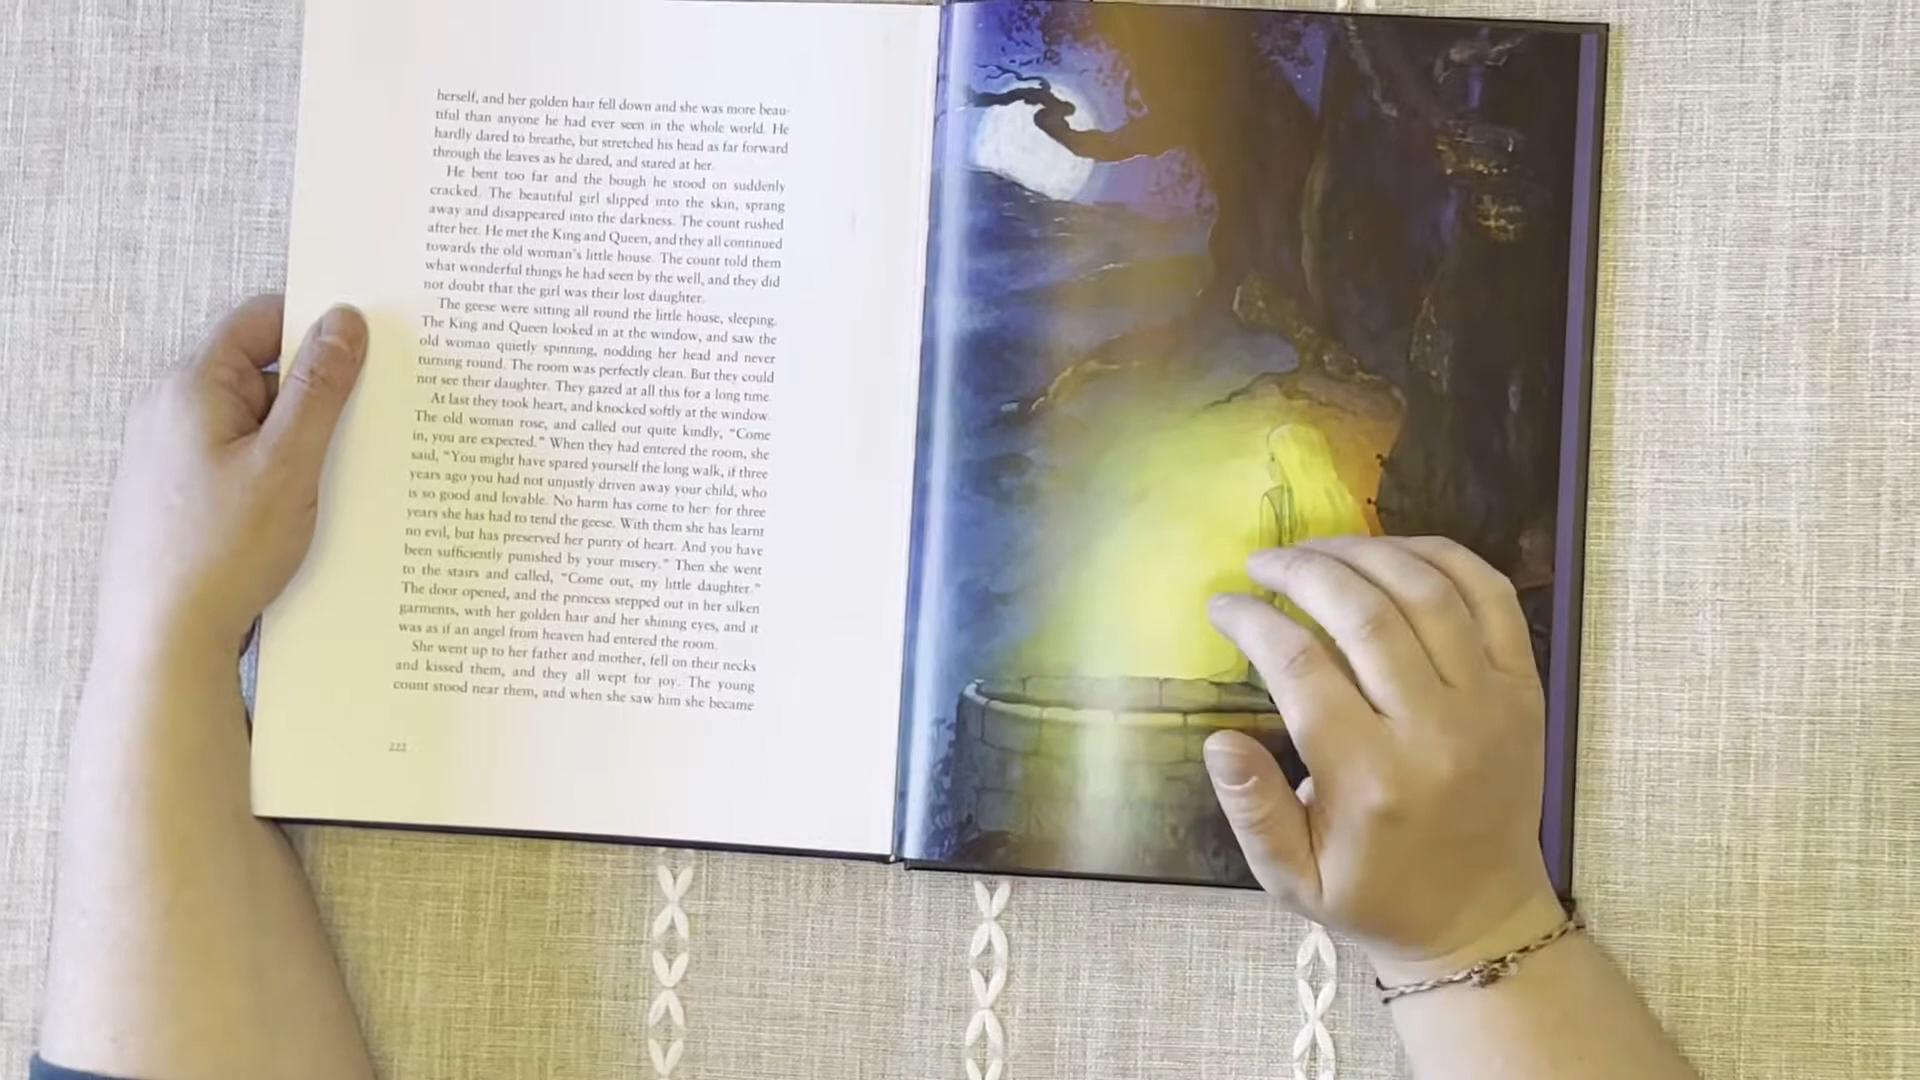 herself, and her golden hair fell down and she was more beau-
tiful than anyone he had ever seen in the whole world. He
hardly dared to breathe, but stretched his head as far forward
through the leaves as he dared, and stared at her.
He bent too far and the bough he stood on suddenly
cracked. The beautiful girl slipped into the skin, sprang
away and disappeared into the darkness. The count rushed
after her. He met the King and Queen, and they all continued
towards the old woman's little house. The count told them
what wonderful things he had seen by the well, and they did
not doubt that the girl was their lost daughter.
The geese were sitting all round the little house, sleeping.
The King and Queen looked in at the window, and saw the
old woman quietly spinning, nodding her head and never
turning round. The room was perfectly clean. But they could
not see their daughter. They gazed at all this for a long time.
At last they took heart, and knocked softly at the window.
The old woman rose, and called out quite kindly, “Come
in, you are expected.” When they had entered the room, she
said, “You might have spared yourself the long walk, if three
years ago you had not unjustly driven away your child, who
is so good and lovable. No harm has come to her: for three
years she has had to tend the geese. With them she has learnt
no evil, but has preserved her purity of heart. And you have
been sufficiently punished by your misery.” Then she went
to the stairs and called, “Come out, my little daughter.”
The door opened, and the princess stepped out in her silken
garments, with her golden hair and her shining eyes, and it
was as if an angel from heaven had entered the room.
She went up to her father and mother, fell on their necks
and kissed them, and they all wept for joy. The young
count stood near them, and when she saw him she became
222